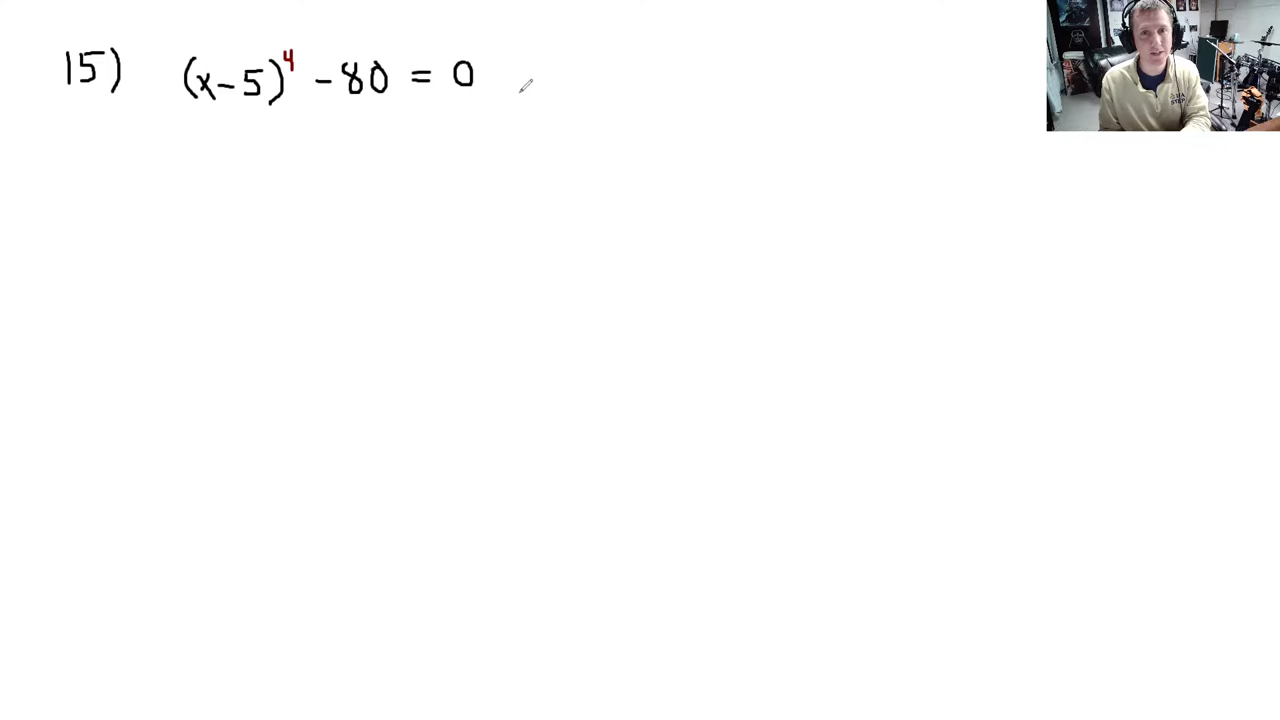 15) (x-5)⁴ - 80 = 0